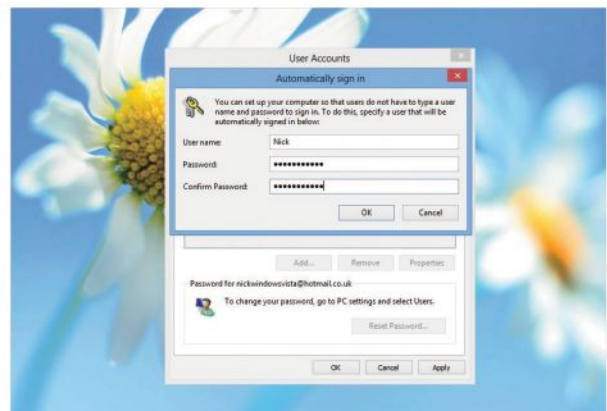 User Accounts
Automatically sign in
You can set up your computer so that users do not have to type a user
name and password to sign in. To do this, specify a user that will be
automatically signed in below:
User name:
Nick
Password:
●●●●●●●●●●●
Confirm Password:
●●●●●●●●●●●
OK
Cancel
Add...
Remove
Properties
Password for nickwindowsvista@hotmail.co.uk
To change your password, go to PC settings and select Users.
Reset Password...
OK
Cancel
Apply